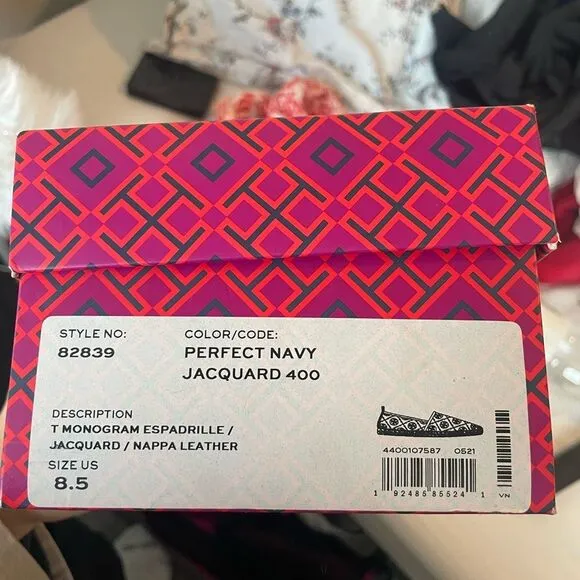 STYLE NO:
82839
COLOR/CODE:
PERFECT NAVY
JACQUARD 400
DESCRIPTION
T MONOGRAM ESPADRILLE /
JACQUARD / NAPPA LEATHER
SIZE US
8.5
4400107587 0521
1 92485 85524 1
VN